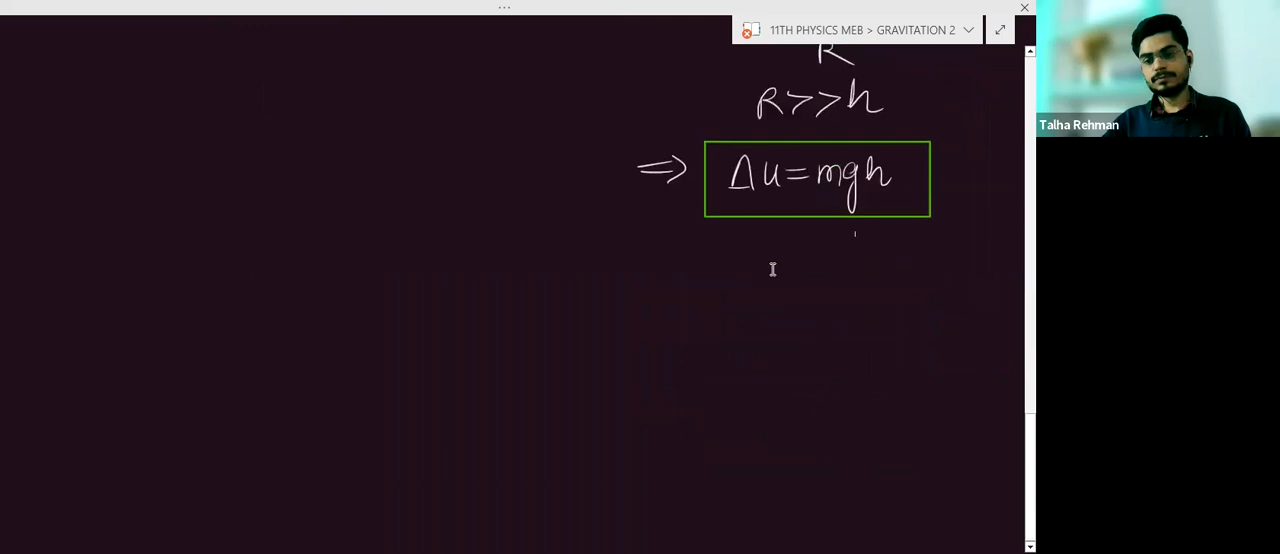 11TH PHYSICS MEB > GRAVITATION 2
Talha Rehman
R
R>>h
⇒ Δu=mgh